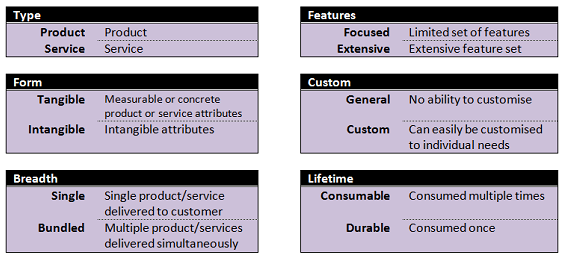 Type
Product Product
Service Service
Features
Focused Limited set of features
Extensive Extensive feature set
Form
Tangible Measurable or concrete
product or service attributes
Intangible Intangible attributes
Custom
General No ability to customise
Custom Can easily be customised
to individual needs
Breadth
Single Single product/service
delivered to customer
Bundled Multiple product/services
delivered simultaneously
Lifetime
Consumable Consumed multiple times
Durable Consumed once